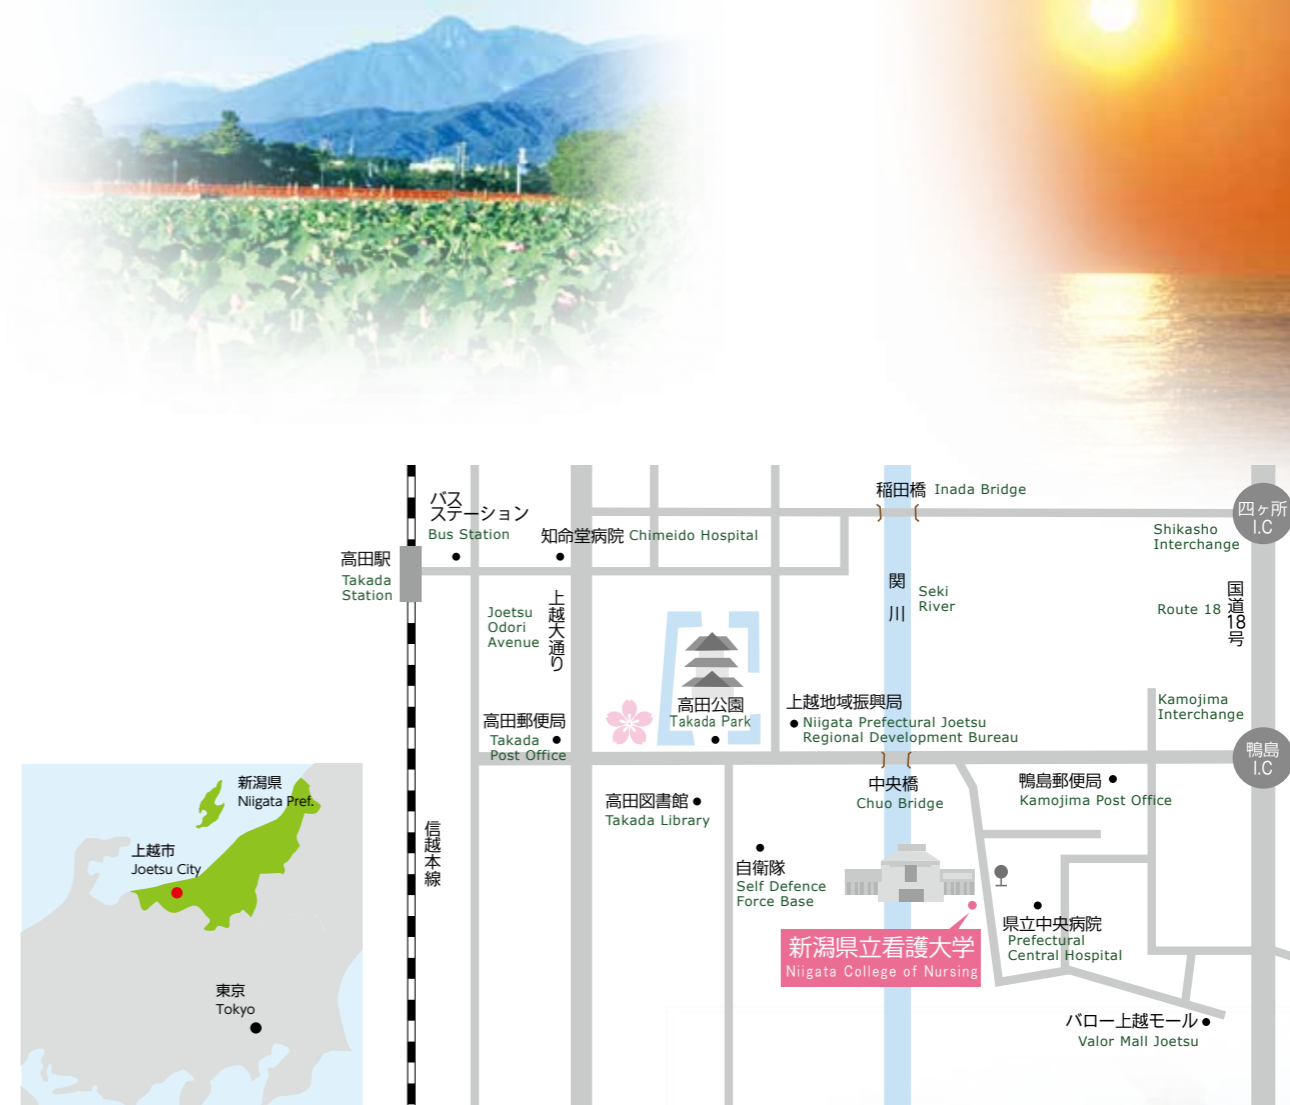 稲田橋 Inada Bridge
四ヶ所
I.C
Shikasho
Interchange
バス
ステーション
Bus Station
知命堂病院 Chimeido Hospital
高田駅
Takada
Station
関川
Seki
River
国道18号
Route 18
上越大通り
Joetsu
Odori
Avenue
高田公園
Takada Park
上越地域振興局
Niigata Prefectural Joetsu
Regional Development Bureau
Kamojima
Interchange
鴨島
I.C
高田郵便局
Takada
Post Office
中央橋
Chuo Bridge
鴨島郵便局
Kamojima Post Office
高田図書館
Takada Library
信越本線
自衛隊
Self Defence
Force Base
県立中央病院
Prefectural
Central Hospital
新潟県立看護大学
Niigata College of Nursing
バロー上越モール
Valor Mall Joetsu
新潟県
Niigata Pref.
上越市
Joetsu City
東京
Tokyo